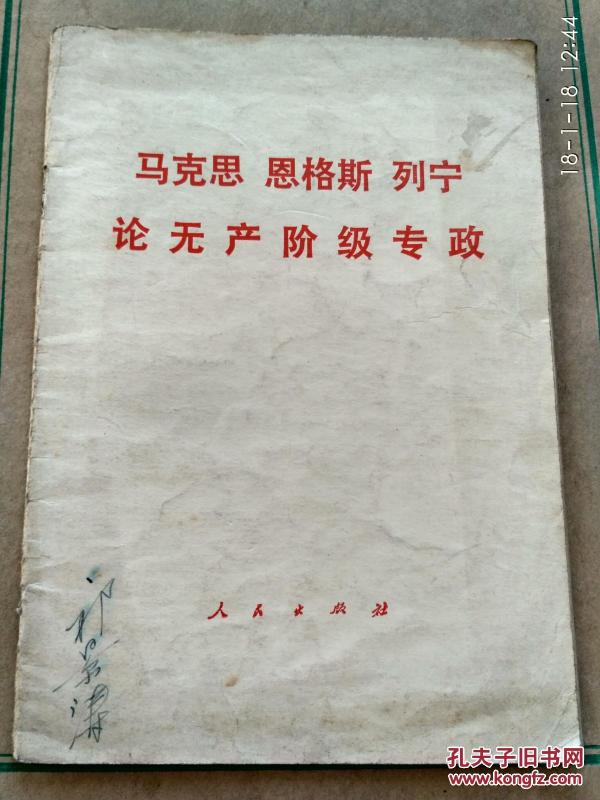 18-1-18 12:44
马克思 恩格斯 列宁
论无产阶级专政
人民出版社
孔夫子旧书网
www.kongfz.com